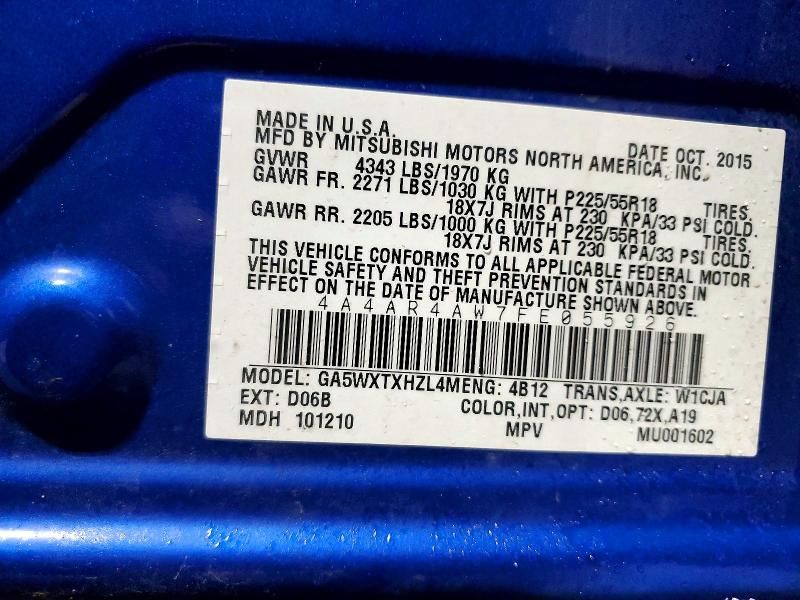 MADE IN U.S.A. DATE OCT. 2015
MFD BY MITSUBISHI MOTORS NORTH AMERICA, INC.
GVWR 4343 LBS/1970 KG
GAWR FR. 2271 LBS/1030 KG WITH P225/55R18 TIRES.
18X7J RIMS AT 230 KPA/33 PSI COLD.
GAWR RR. 2205 LBS/1000 KG WITH P225/55R18 TIRES.
18X7J RIMS AT 230 KPA/33 PSI COLD.
THIS VEHICLE CONFORMS TO ALL APPLICABLE FEDERAL MOTOR
VEHICLE SAFETY AND THEFT PREVENTION STANDARDS IN
EFFECT ON THE DATE OF MANUFACTURE SHOWN ABOVE.
4A4AR4AW7FE055926
MODEL: GA5WXTXHZL4MENG: 4B12 TRANS,AXLE: W1CJA
EXT: D06B COLOR,INT,OPT: D06,72X,A19
MDH 101210 MPV MU001602